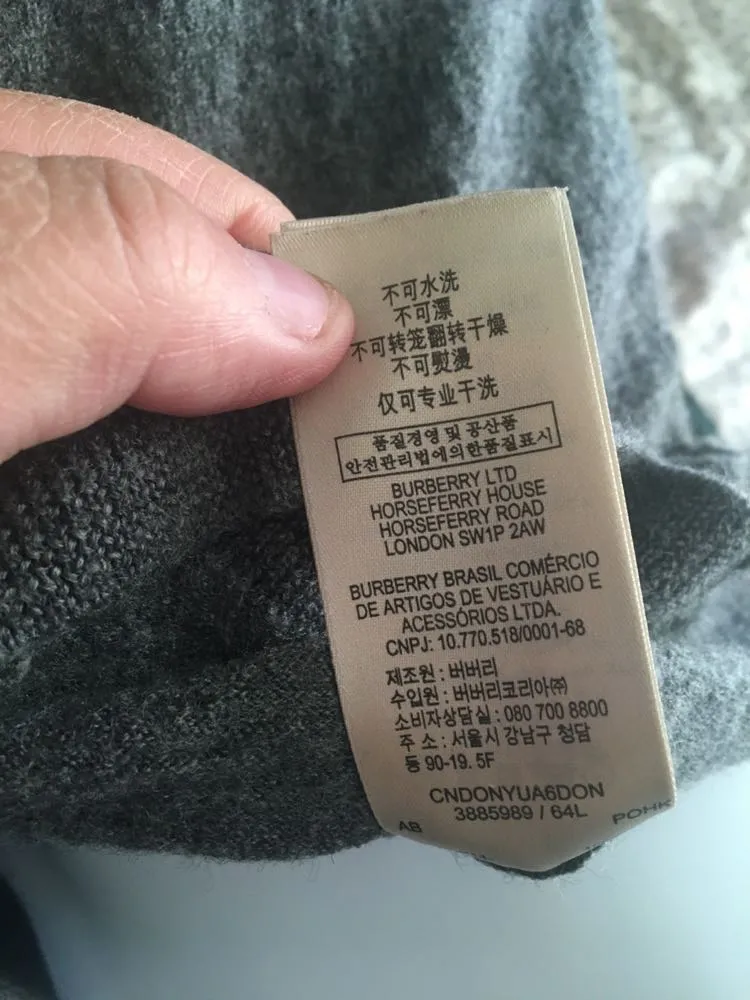 不可水洗
不可漂
不可转笼翻转干燥
不可熨烫
仅可专业干洗
품질경영 및 공산품
안전관리법에의한품질표시
BURBERRY LTD
HORSEFERRY HOUSE
HORSEFERRY ROAD
LONDON SW1P 2AW
BURBERRY BRASIL COMÉRCIO
DE ARTIGOS DE VESTUÁRIO E
ACESSÓRIOS LTDA.
CNPJ: 10.770.518/0001-68
제조원 : 버버리
수입원 : 버버리코리아㈜
소비자상담실 : 080 700 8800
주 소 : 서울시 강남구 청담
동 90-19. 5F
CNDONYUA6DON
3885989 / 64L
AB